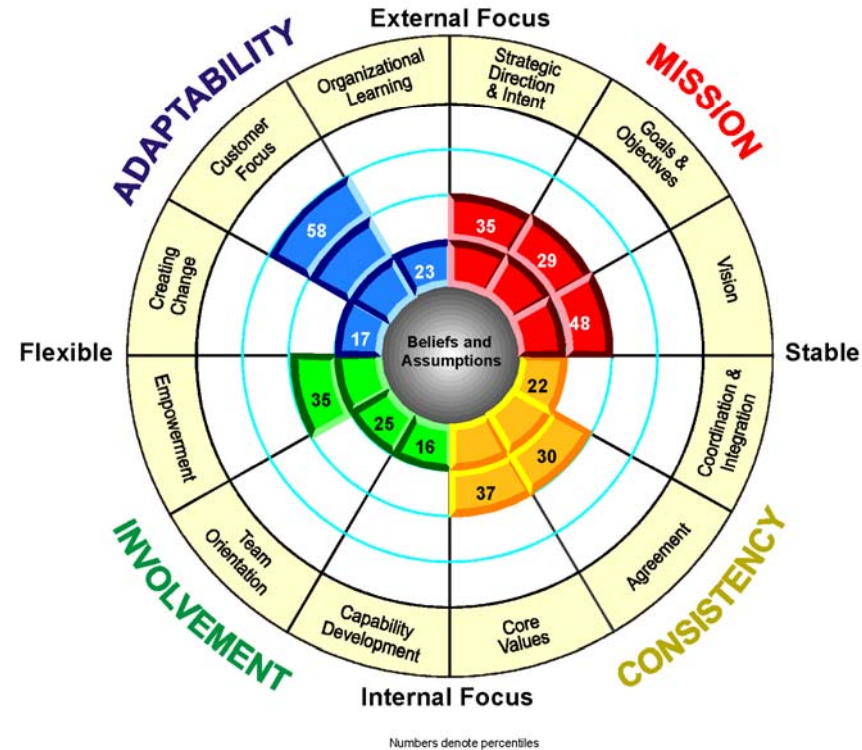 External Focus
ADAPTABILITY
MISSION
Organizational
Learning
Strategic
Direction
& Intent
Customer
Focus
Goals &
Objectives
Creating
Change
Vision
58
35
29
23
48
17
Beliefs and
Assumptions
Flexible
Stable
Empowerment
Coordination &
Integration
35
25
16
22
30
37
Team
Orientation
Agreement
Capability
Development
Core
Values
INVOLVEMENT
CONSISTENCY
Internal Focus
Numbers denote percentiles